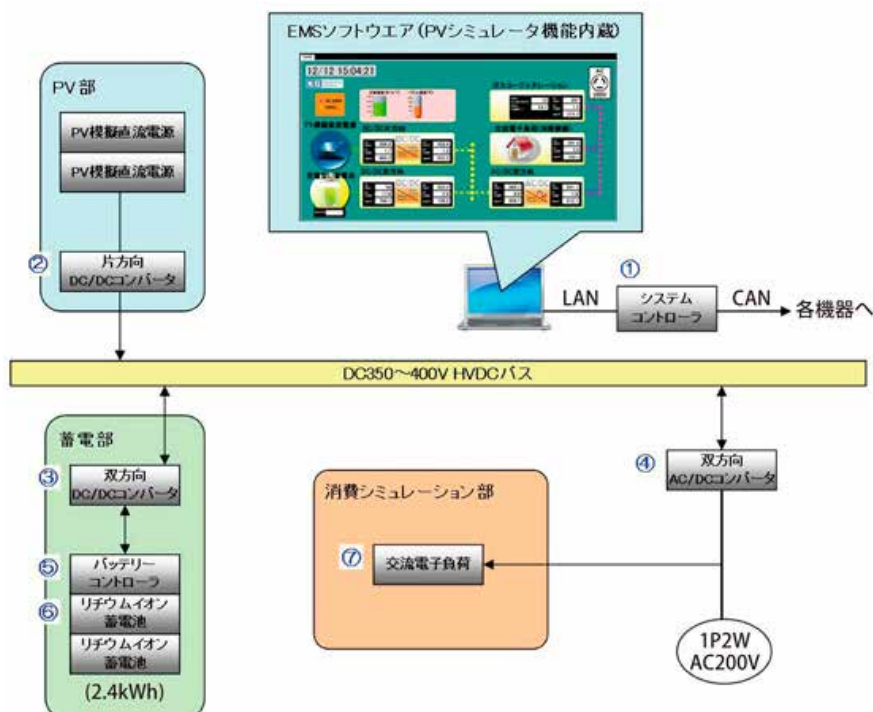 EMSソフトウエア(PVシミュレータ機能内蔵)
12/12 15:04:21
PV部
PV模擬直流電源
PV模擬直流電源
②
片方向
DC/DCコンバータ
①
LAN
システム
コントローラ
CAN
各機器へ
DC350～400V HVDCバス
蓄電部
③
双方向
DC/DCコンバータ
⑤
バッテリー
コントローラ
⑥
リチウムイオン
蓄電池
リチウムイオン
蓄電池
(2.4kWh)
消費シミュレーション部
⑦
交流電子負荷
④
双方向
AC/DCコンバータ
1P2W
AC200V